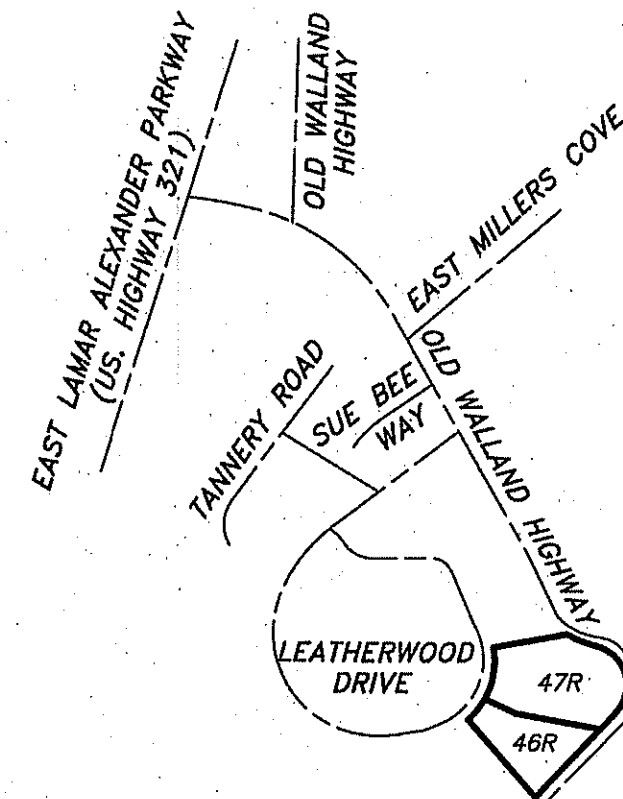 EAST LAMAR ALEXANDER PARKWAY
(US. HIGHWAY 321)
OLD WALLAND
HIGHWAY
EAST MILLERS COVE
OLD WALLAND HIGHWAY
SUE BEE
WAY
TANNERY ROAD
LEATHERWOOD
DRIVE
47R
46R